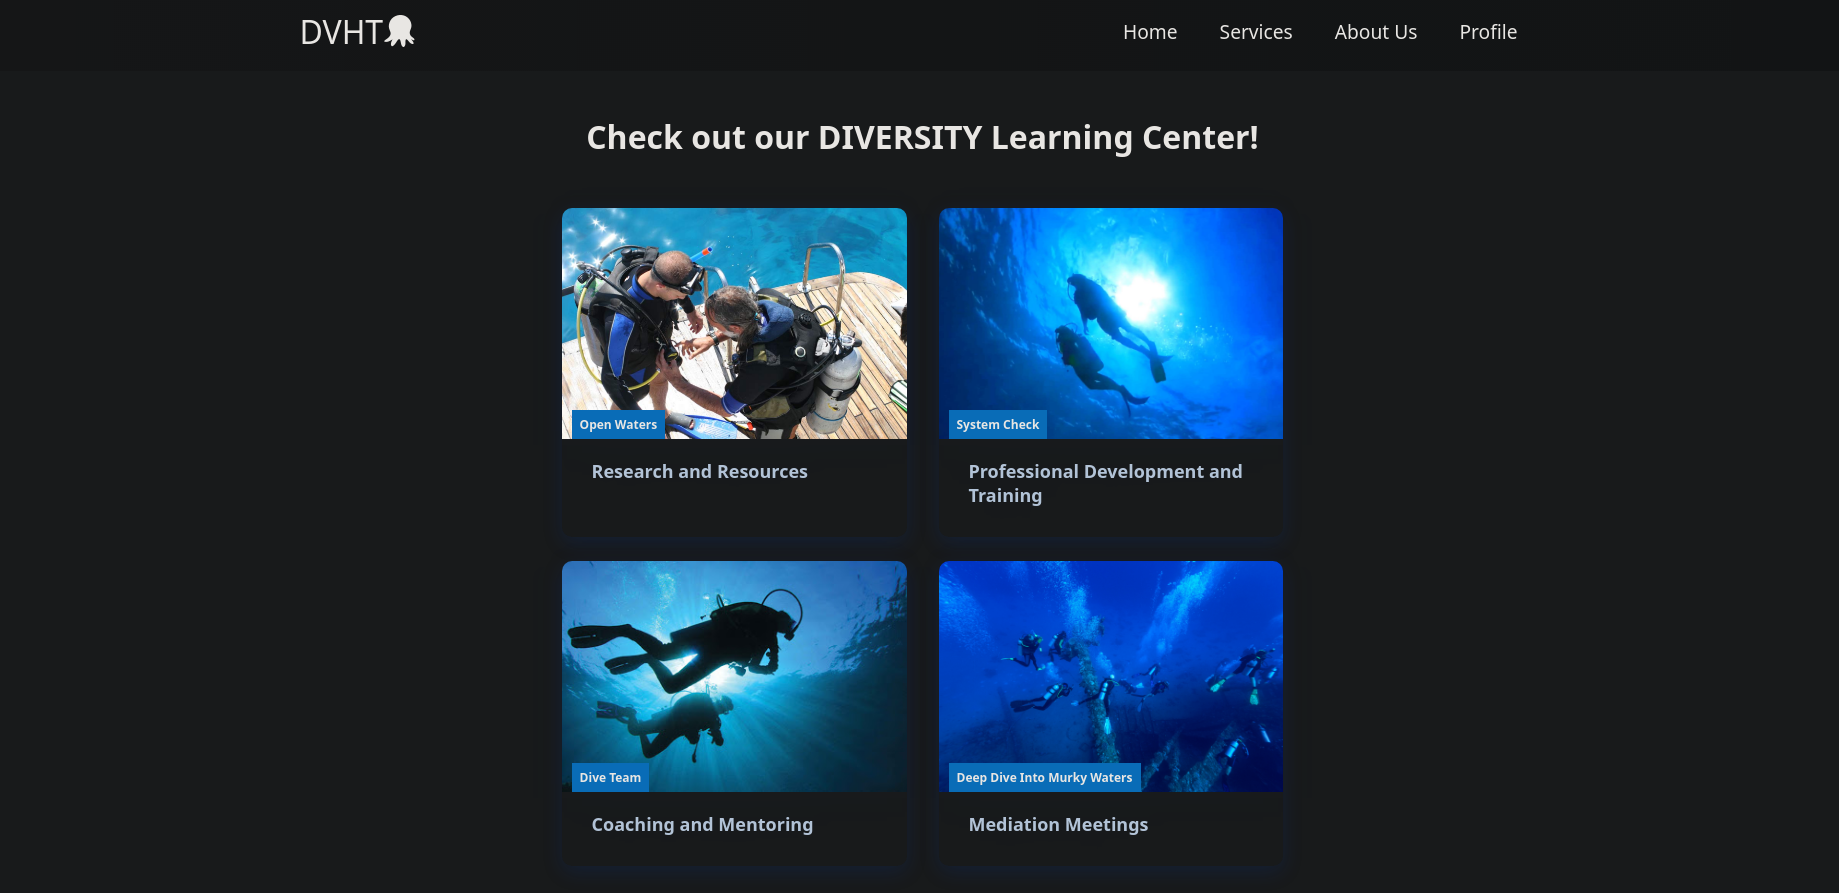 DVHT
Home Services About Us Profile
Check out our DIVERSITY Learning Center!
Open Waters
Research and Resources
System Check
Professional Development and
Training
Dive Team
Coaching and Mentoring
Deep Dive Into Murky Waters
Mediation Meetings